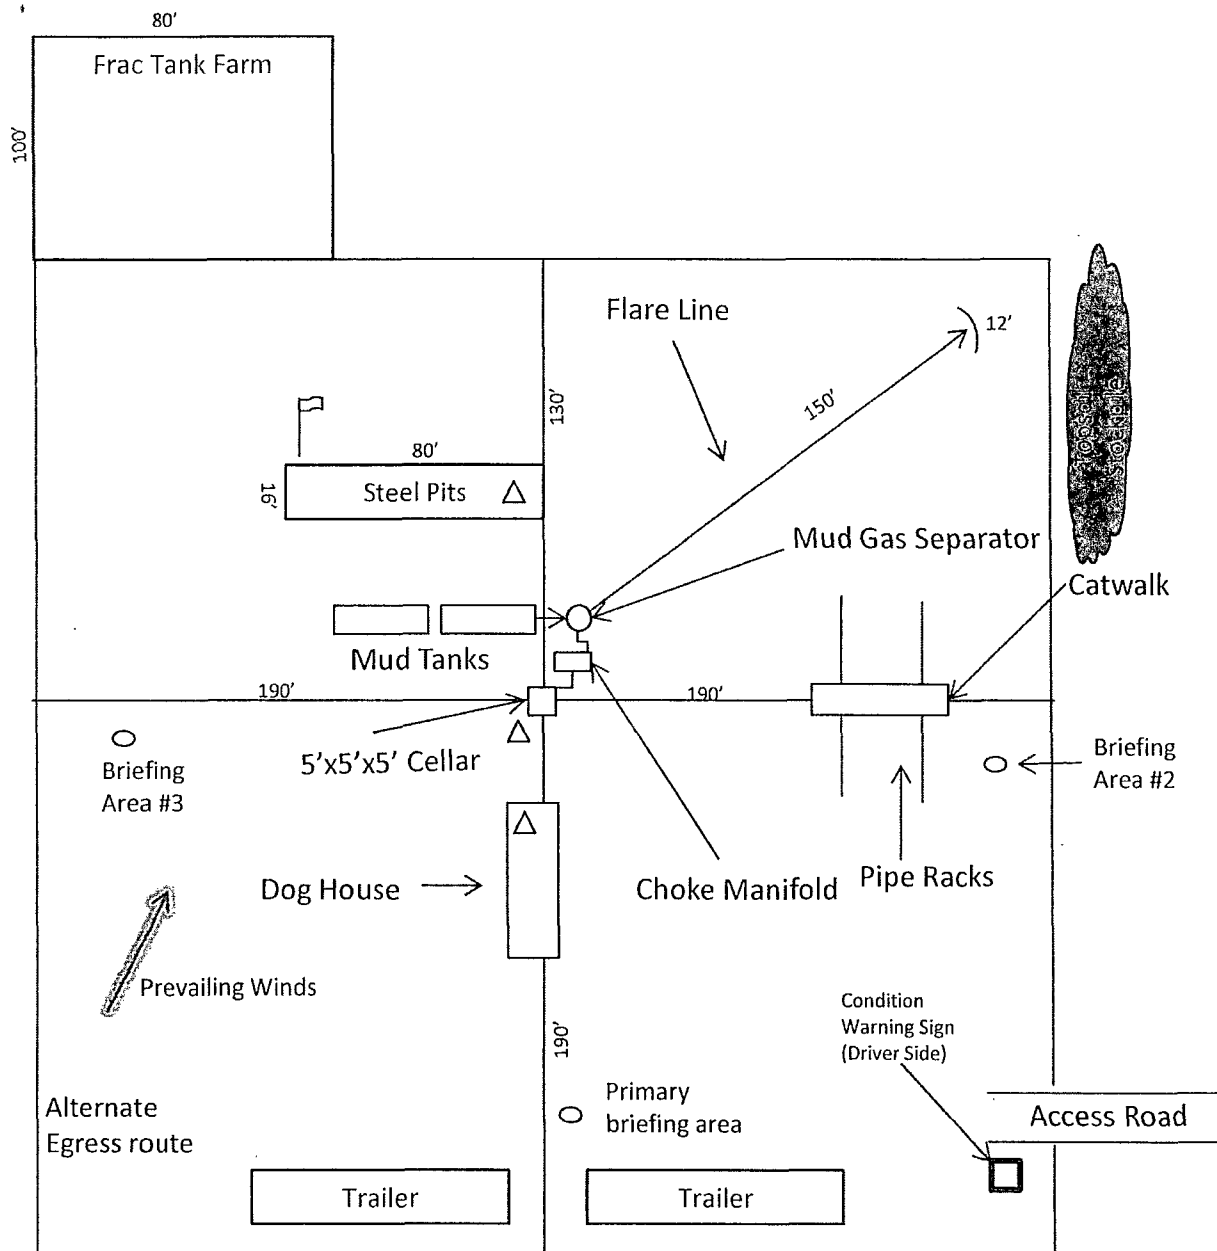 80'
Frac Tank Farm
100'
Flare Line
12'
130'
150'
Topsoil
Stockpile
80'
Steel Pits
16'
Mud Gas Separator
Catwalk
Mud Tanks
190'
190'
5'x5'x5' Cellar
Briefing
Area #3
Briefing
Area #2
Dog House
Choke Manifold
Pipe Racks
Prevailing Winds
Condition
Warning Sign
(Driver Side)
190'
Alternate
Egress route
Primary
briefing area
Access Road
Trailer
Trailer